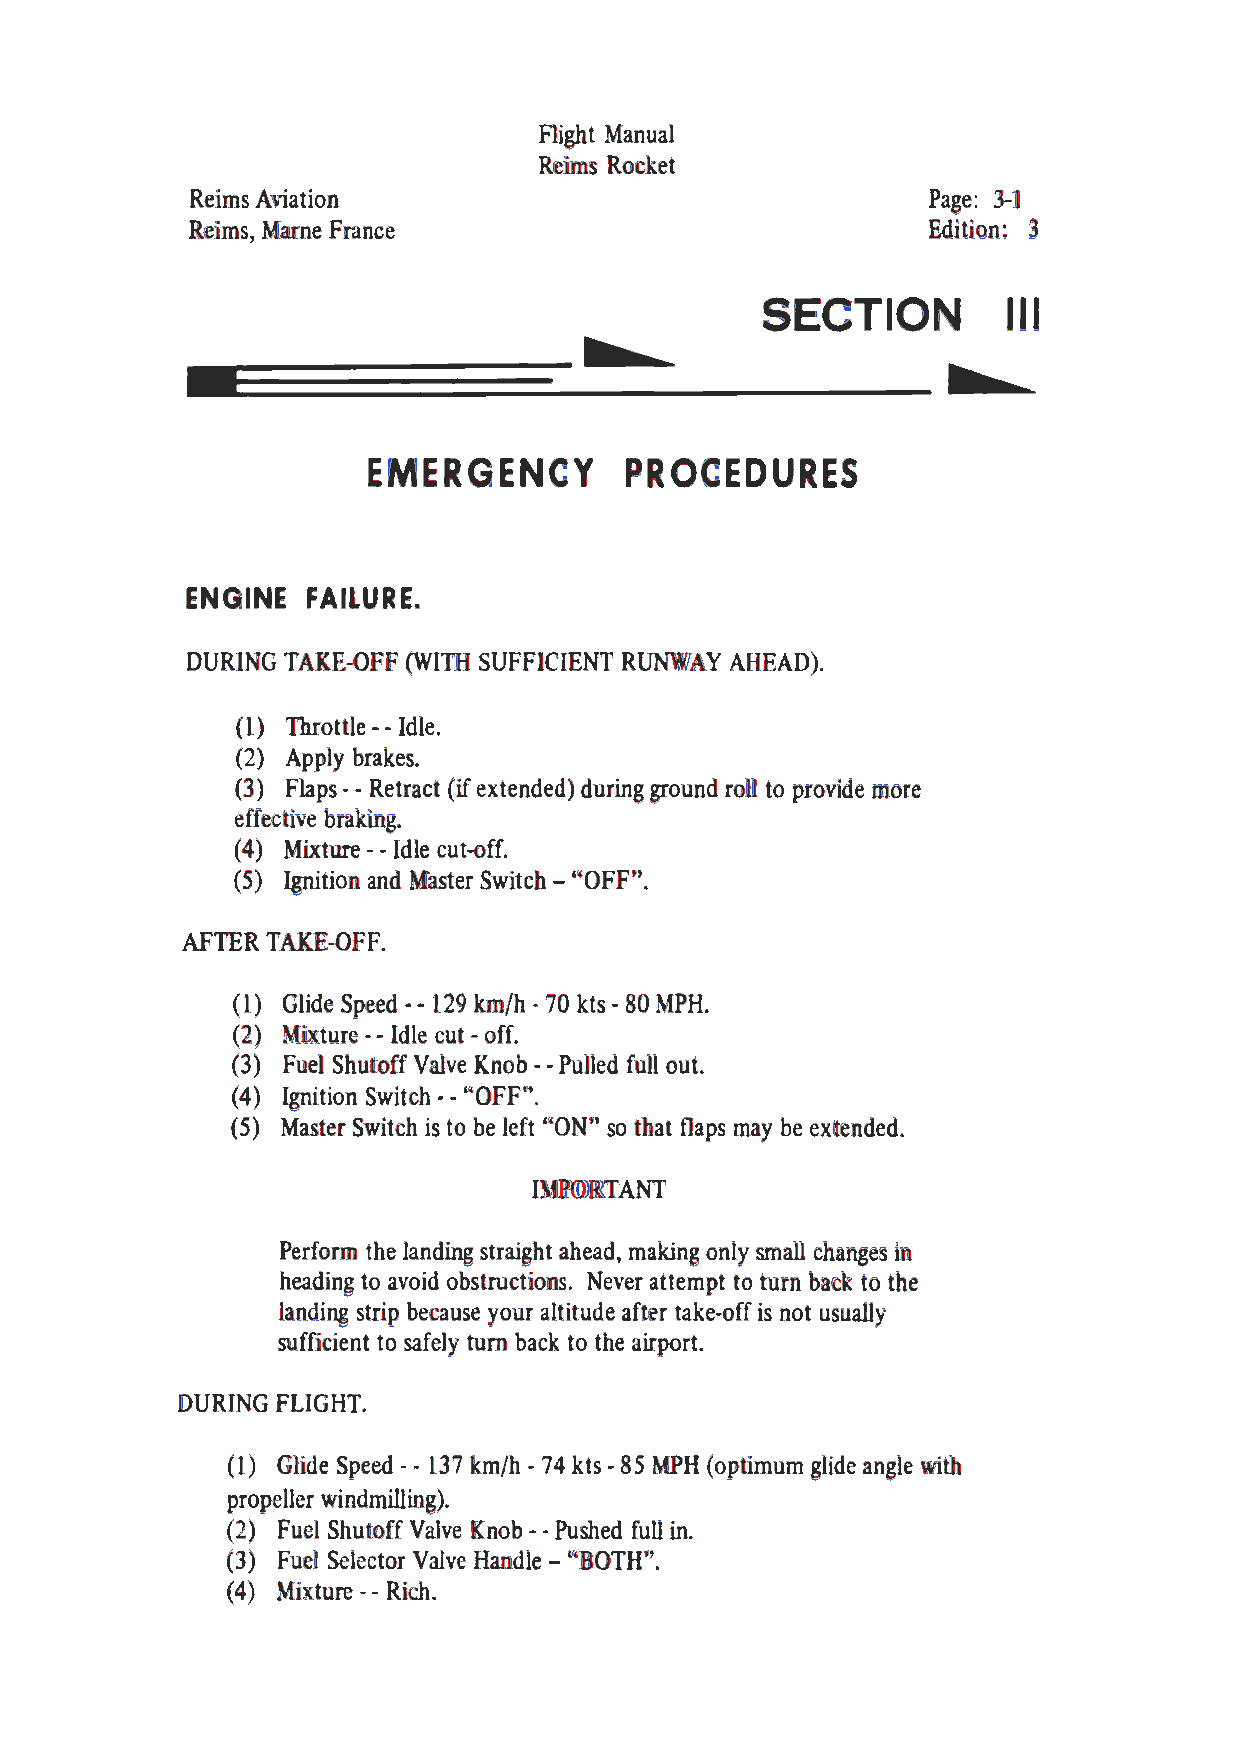 Flight Manual
Reims Rocket
Reims Aviation Page: 3-1
Reims, Marne France Edition: 3
SECTION III
EMERGENCY PROCEDURES
ENGINE FAILURE.
DURING TAKE-OFF (WITH SUFFICIENT RUNWAY AHEAD).
(1) Throttle - - Idle.
(2) Apply brakes.
(3) Flaps - - Retract (if extended) during ground roll to provide more
effective braking.
(4) Mixture - - Idle cut-off.
(5) Ignition and Master Switch – “OFF”.
AFTER TAKE-OFF.
(1) Glide Speed - - 129 km/h - 70 kts - 80 MPH.
(2) Mixture - - Idle cut - off.
(3) Fuel Shutoff Valve Knob - - Pulled full out.
(4) Ignition Switch - - “OFF”.
(5) Master Switch is to be left “ON” so that flaps may be extended.
IMPORTANT
Perform the landing straight ahead, making only small changes in
heading to avoid obstructions. Never attempt to turn back to the
landing strip because your altitude after take-off is not usually
sufficient to safely turn back to the airport.
DURING FLIGHT.
(1) Glide Speed - - 137 km/h - 74 kts - 85 MPH (optimum glide angle with
propeller windmilling).
(2) Fuel Shutoff Valve Knob - - Pushed full in.
(3) Fuel Selector Valve Handle – “BOTH”.
(4) Mixture - - Rich.